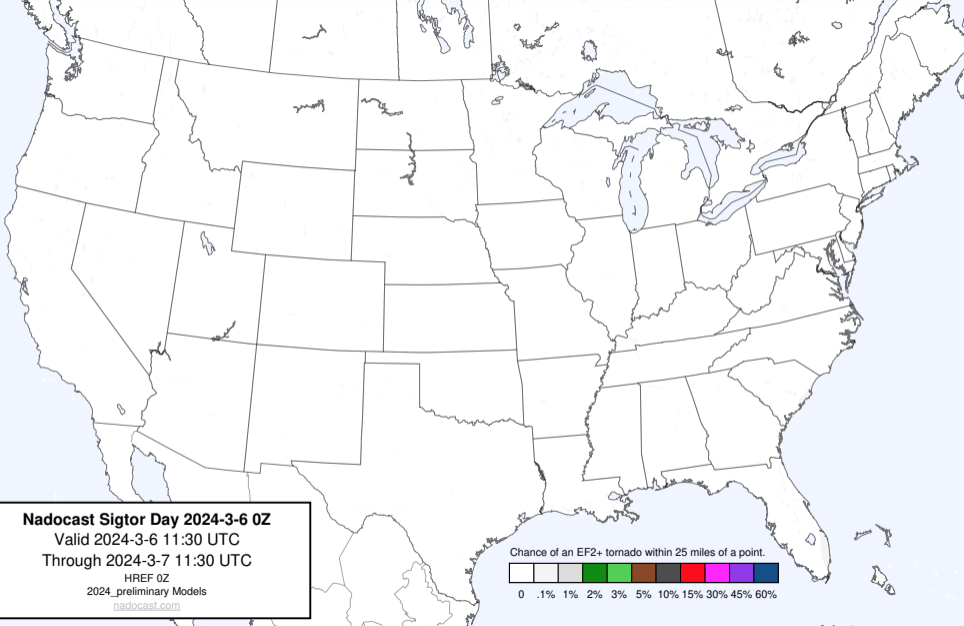 Nadocast Sigtor Day 2024-3-6 0Z
Valid 2024-3-6 11:30 UTC
Through 2024-3-7 11:30 UTC
HREF 0Z
2024_preliminary Models
nadocast.com
Chance of an EF2+ tornado within 25 miles of a point.
0 .1% 1% 2% 3% 5% 10% 15% 30% 45% 60%